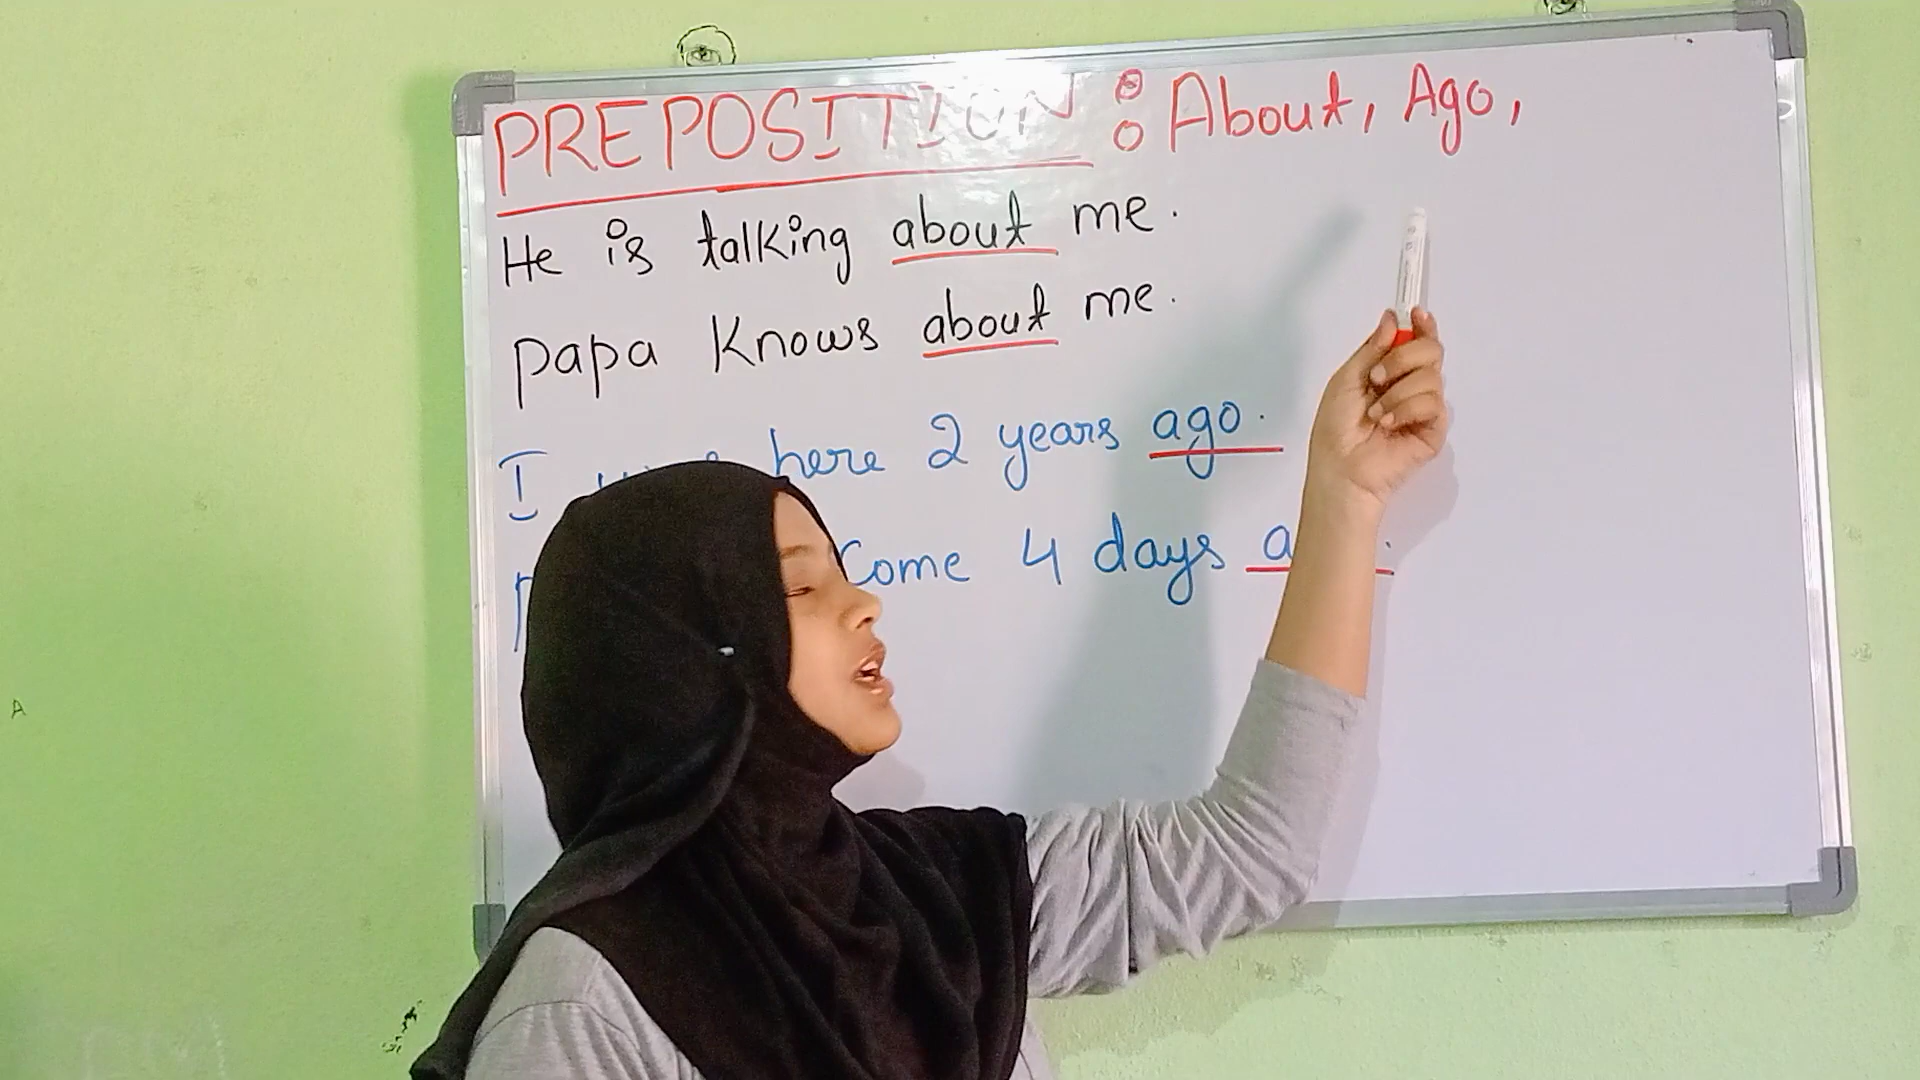 PREPOSITION : About, Ago,
He is talking about me.
Papa Knows about me.
I here 2 years ago.
Come 4 days
A